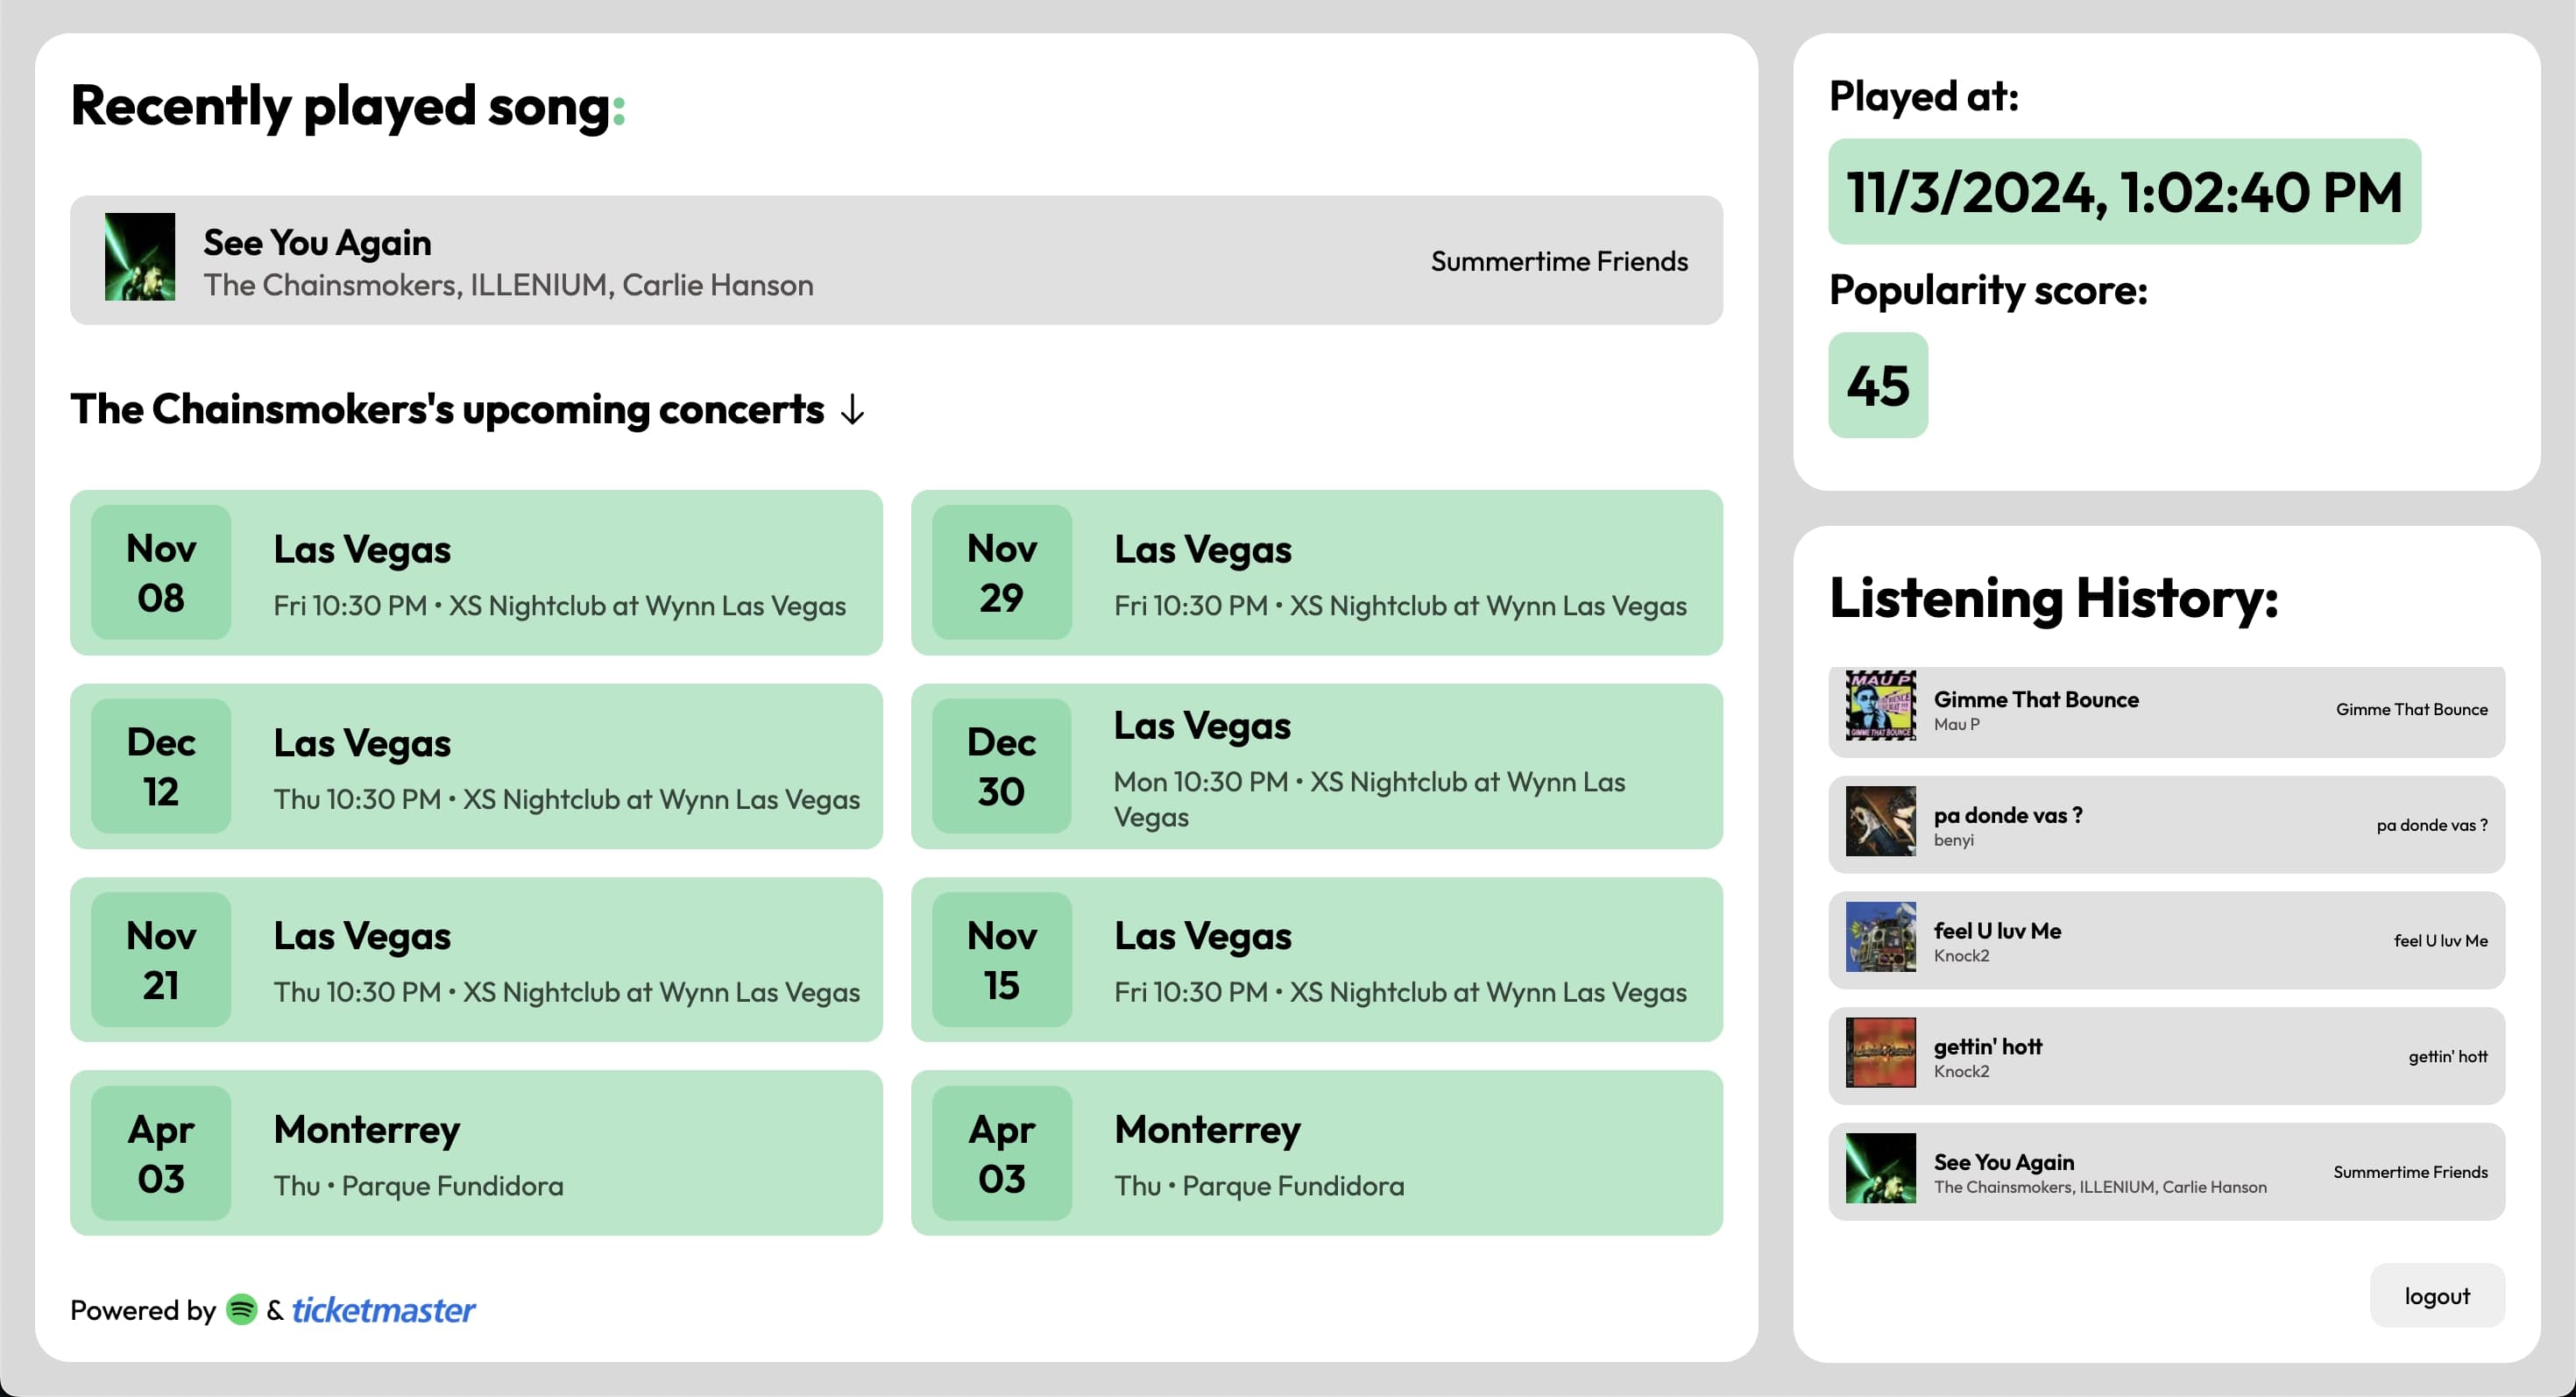 Recently played song:
See You Again
The Chainsmokers, ILLENIUM, Carlie Hanson
Summertime Friends
The Chainsmokers's upcoming concerts ↓
Nov
08
Las Vegas
Fri 10:30 PM • XS Nightclub at Wynn Las Vegas
Nov
29
Las Vegas
Fri 10:30 PM • XS Nightclub at Wynn Las Vegas
Dec
12
Las Vegas
Thu 10:30 PM • XS Nightclub at Wynn Las Vegas
Dec
30
Las Vegas
Mon 10:30 PM • XS Nightclub at Wynn Las
Vegas
Nov
21
Las Vegas
Thu 10:30 PM • XS Nightclub at Wynn Las Vegas
Nov
15
Las Vegas
Fri 10:30 PM • XS Nightclub at Wynn Las Vegas
Apr
03
Monterrey
Thu • Parque Fundidora
Apr
03
Monterrey
Thu • Parque Fundidora
Powered by & ticketmaster
Played at:
11/3/2024, 1:02:40 PM
Popularity score:
45
Listening History:
MAU P
GIMME THAT BOUNCE
Gimme That Bounce
Mau P
Gimme That Bounce
pa donde vas ?
benyi
pa donde vas ?
feel U luv Me
Knock2
feel U luv Me
gettin' hott
Knock2
gettin' hott
See You Again
The Chainsmokers, ILLENIUM, Carlie Hanson
Summertime Friends
logout